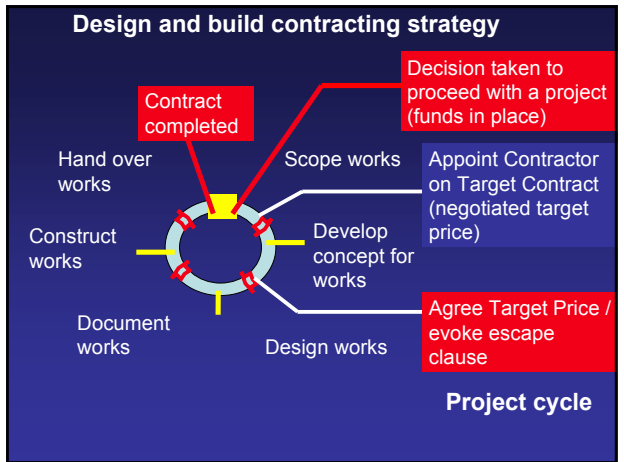 Design and build contracting strategy
Decision taken to
proceed with a project
(funds in place)
Contract
completed
Hand over
works
Scope works
Appoint Contractor
on Target Contract
(negotiated target
price)
Construct
works
Develop
concept for
works
Agree Target Price /
evoke escape
clause
Document
works
Design works
Project cycle